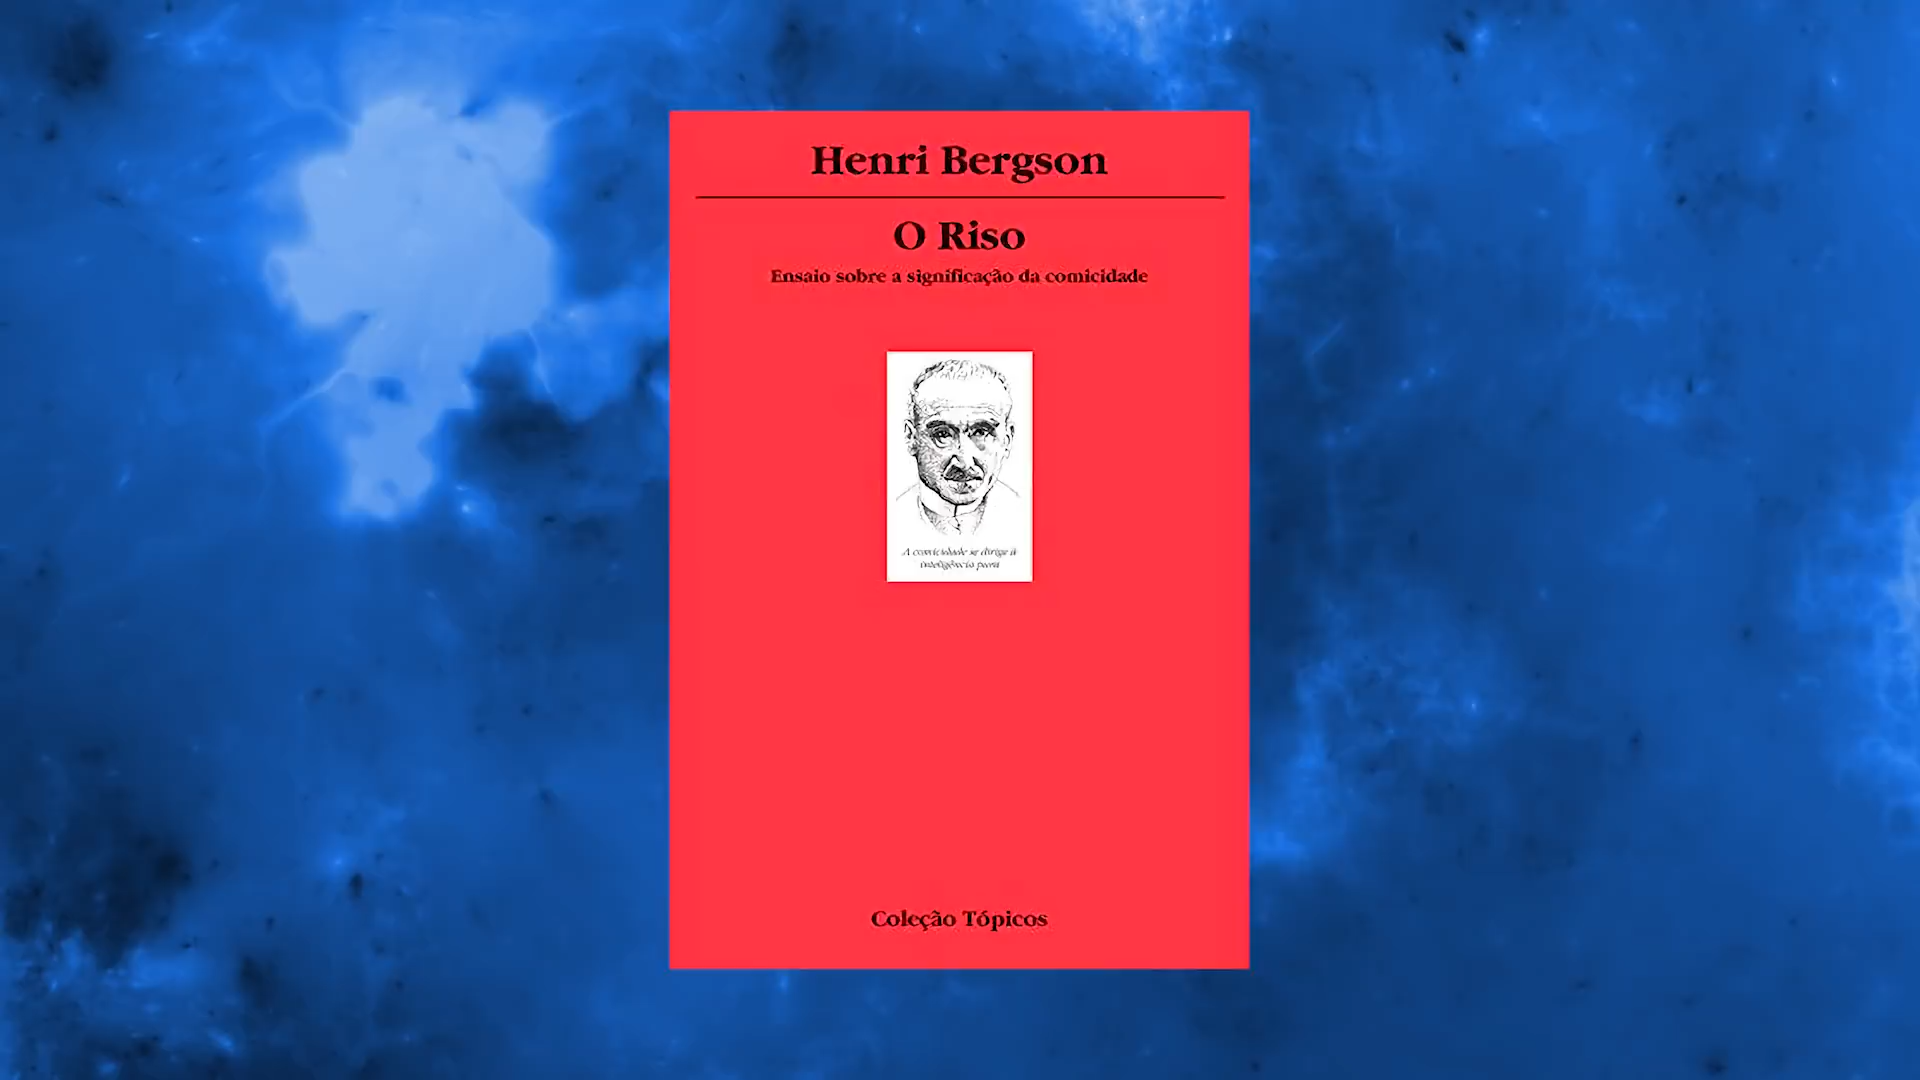 Henri Bergson
O Riso
Ensaio sobre a significação da comicidade
A comicidade se dirige à
inteligência pura
Coleção Tópicos